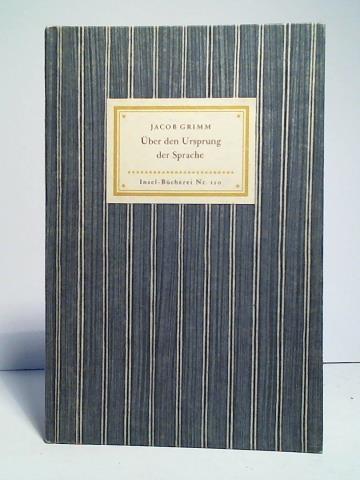 JACOB GRIMM
Über den Ursprung
der Sprache
Insel-Bücherei Nr. 120